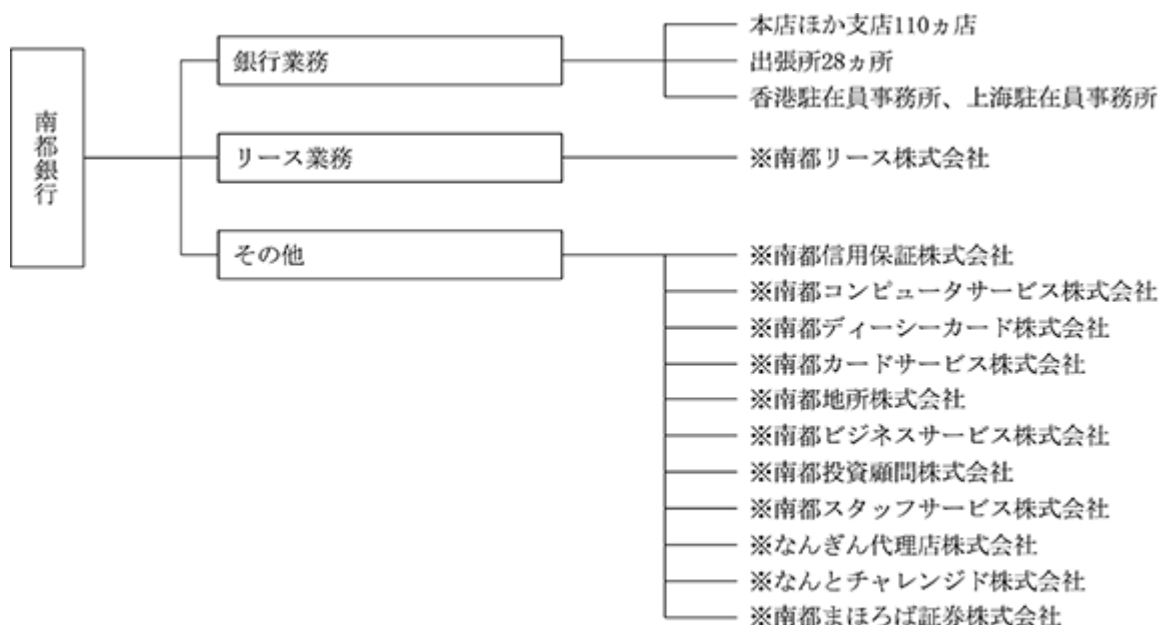 南都銀行
銀行業務
本店ほか支店110ヵ店
出張所28ヵ所
香港駐在員事務所、上海駐在員事務所
リース業務
※南都リース株式会社
その他
※南都信用保証株式会社
※南都コンピュータサービス株式会社
※南都ディーシーカード株式会社
※南都カードサービス株式会社
※南都地所株式会社
※南都ビジネスサービス株式会社
※南都投資顧問株式会社
※南都スタッフサービス株式会社
※なんぎん代理店株式会社
※なんとチャレンジド株式会社
※南都まほろば証券株式会社